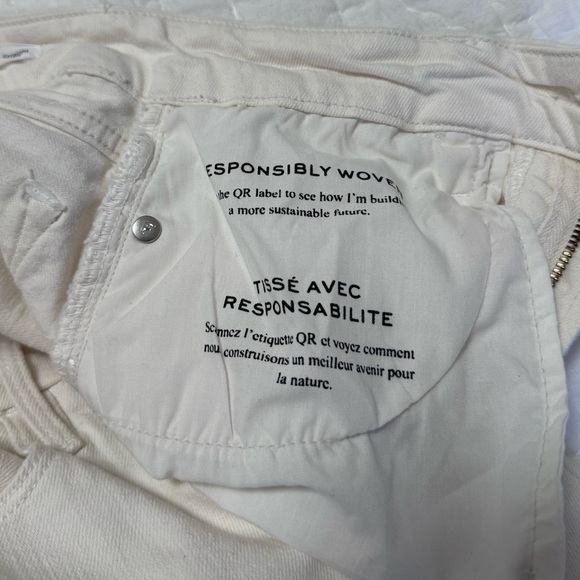 ESPONSIBLY WOVE
he QR label to see how I'm build
a more sustainable future.
TISSÉ AVEC
RESPONSABILITE
Scannez l'etiquette QR et voyez comment
nous construisons un meilleur avenir pour
la nature.